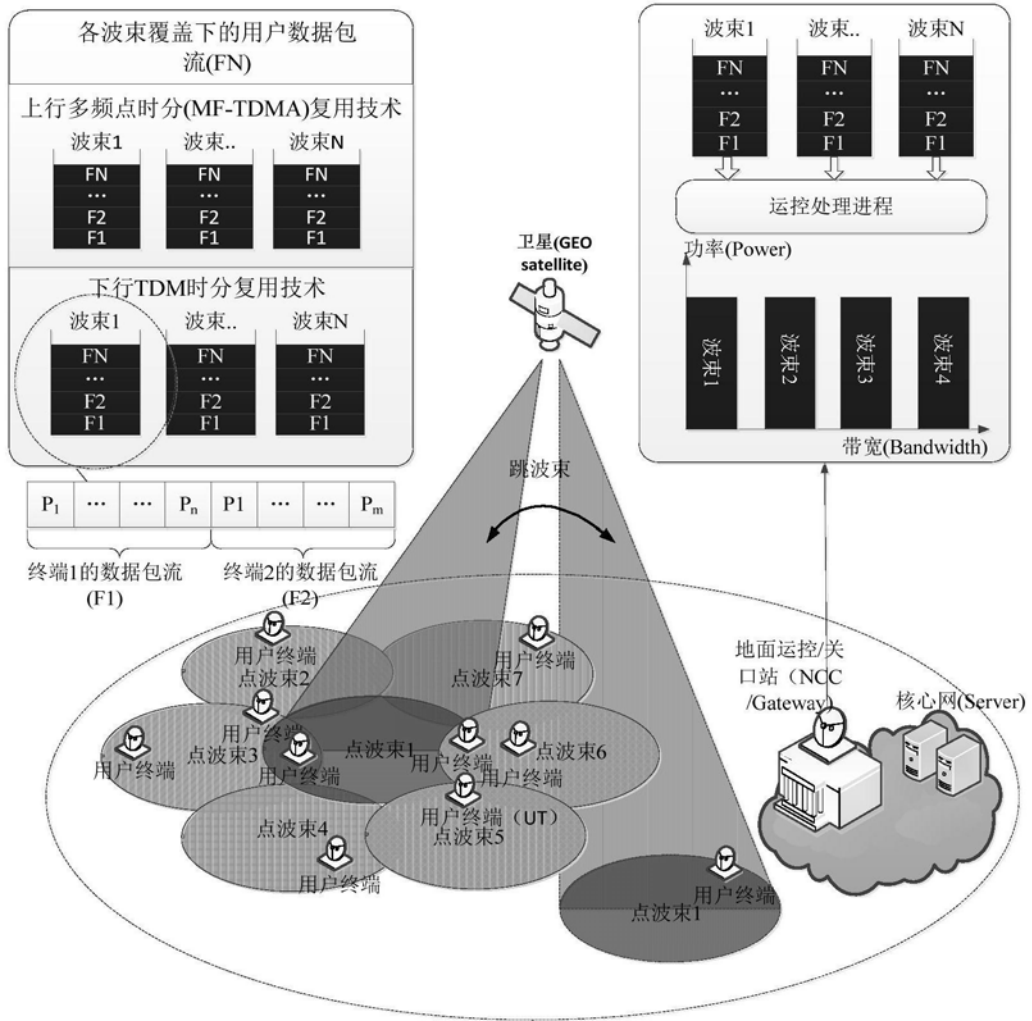 各波束覆盖下的用户数据包
流(FN)
上行多频点时分(MF-TDMA)复用技术
波束1 波束.. 波束N
FN FN FN
... ... ...
F2 F2 F2
F1 F1 F1
下行TDM时分复用技术
波束1 波束.. 波束N
FN FN FN
... ... ...
F2 F2 F2
F1 F1 F1
P1 ... ... Pn P1 ... ... Pm
终端1的数据包流
(F1)
终端2的数据包流
(F2)
卫星(GEO
satellite)
跳波束
波束1 波束.. 波束N
FN FN FN
... ... ...
F2 F2 F2
F1 F1 F1
运控处理进程
功率(Power)
波束1
波束2
波束3
波束4
带宽(Bandwidth)
用户终端
点波束2
用户终端
点波束7
用户终端
用户终端
点波束3
用户终端
点波束1
用户终端
用户终端
点波束6
点波束4
用户终端
用户终端（UT）
点波束5
用户终端
点波束1
地面运控/关
口站（NCC
/Gateway)
核心网(Server)